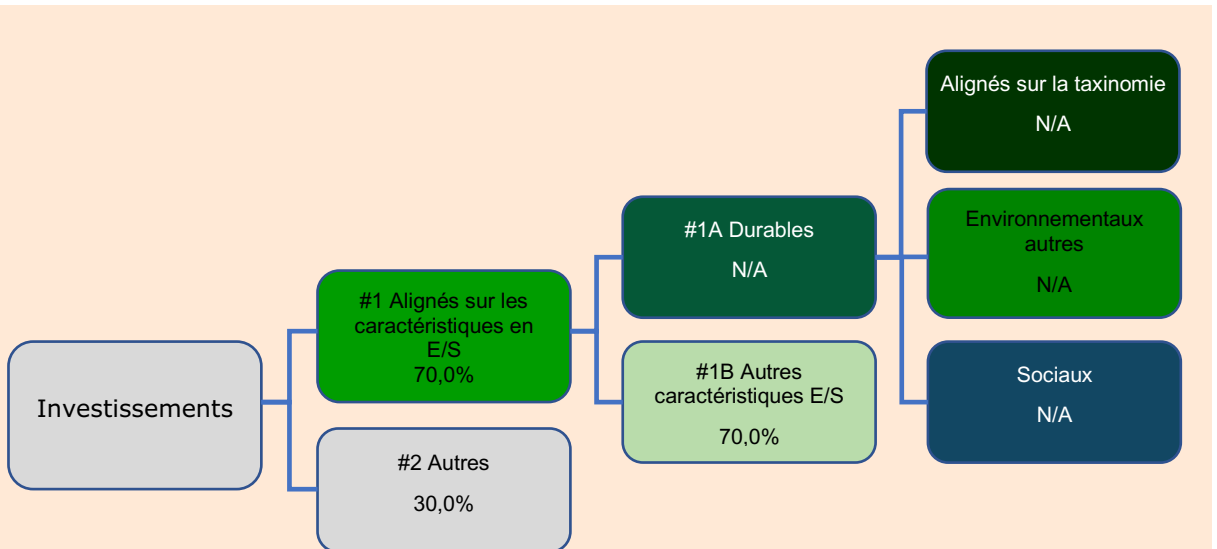 Investissements
#1 Alignés sur les
caractéristiques en
E/S
70,0%
#2 Autres
30,0%
#1A Durables
N/A
#1B Autres
caractéristiques E/S
70,0%
Alignés sur la taxinomie
N/A
Environnementaux
autres
N/A
Sociaux
N/A